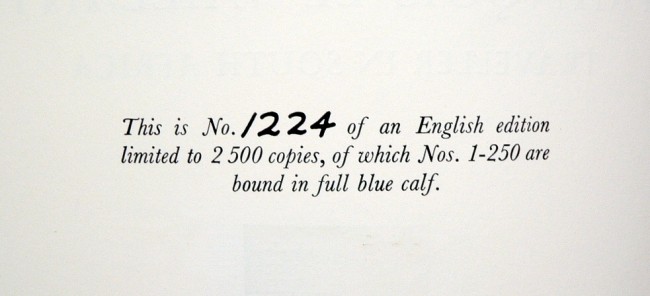 This is No. 1224 of an English edition
limited to 2 500 copies, of which Nos. 1-250 are
bound in full blue calf.